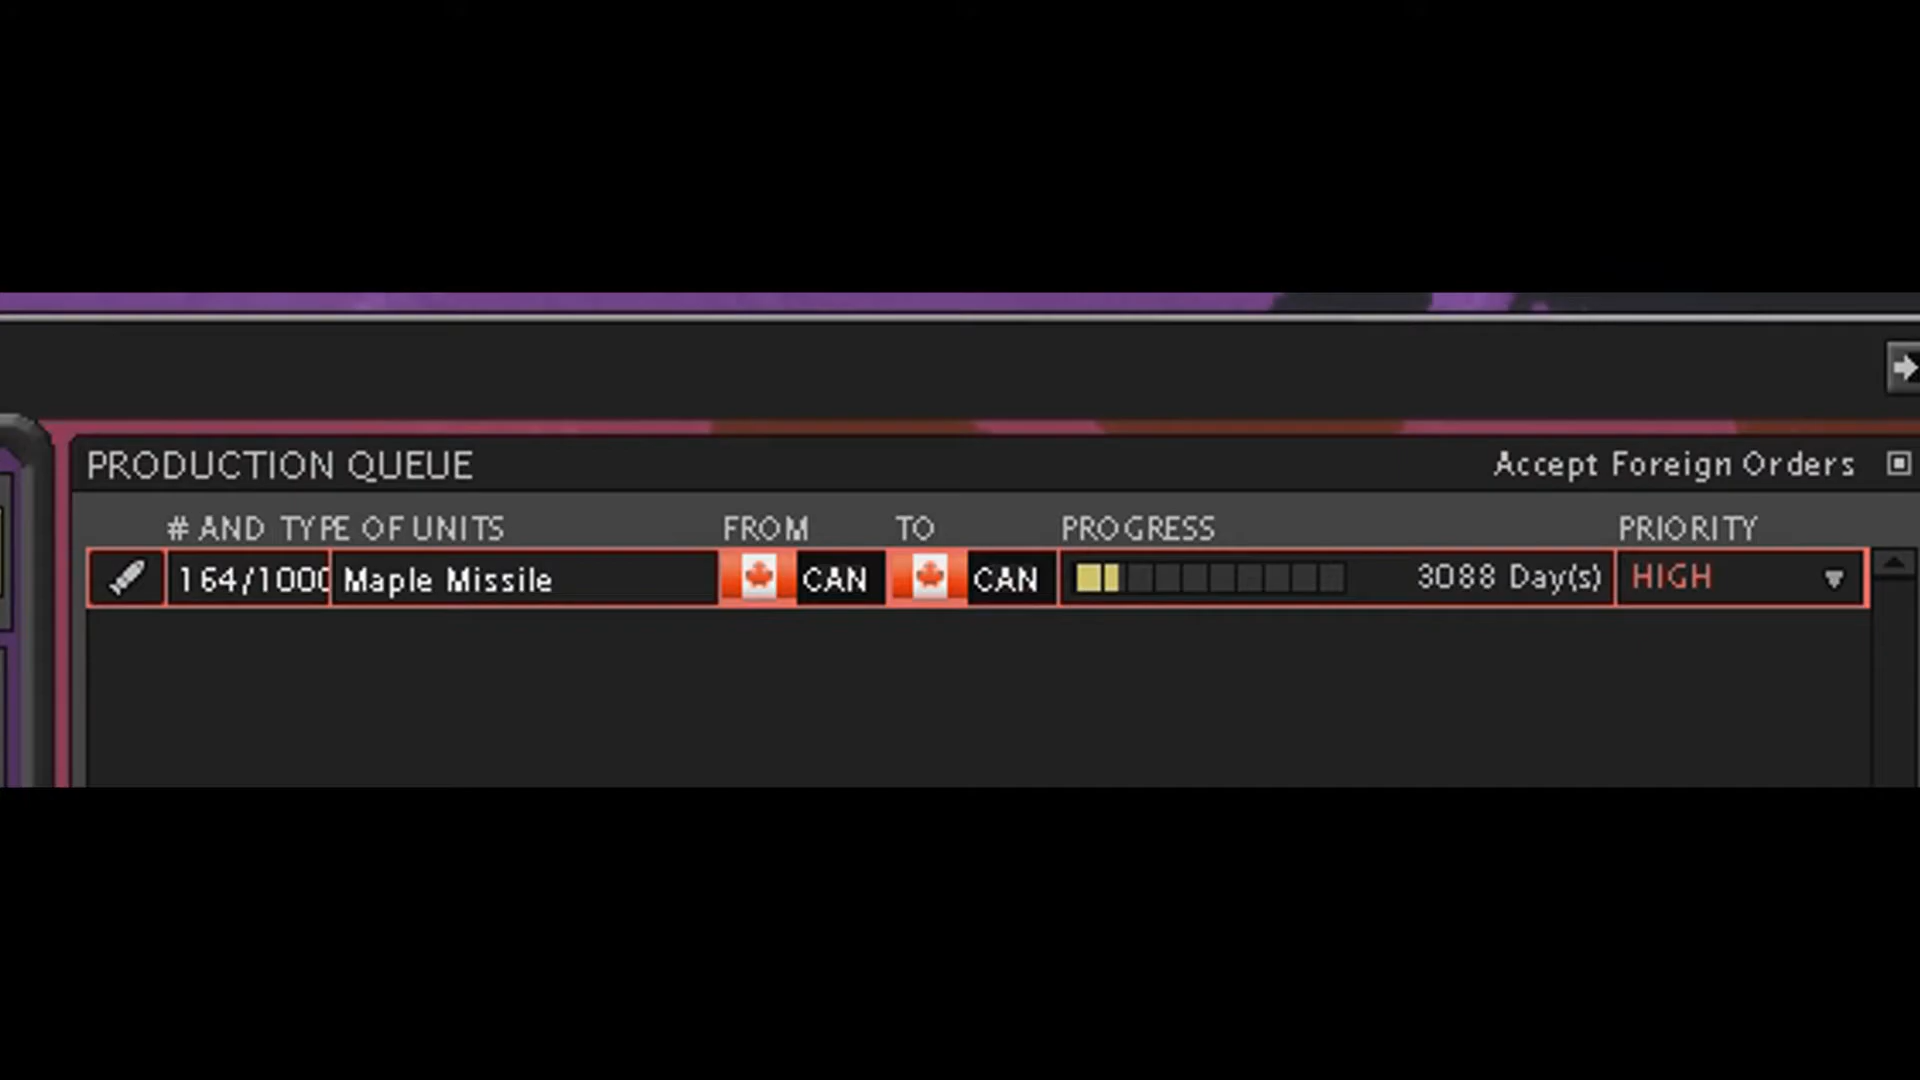 PRODUCTION QUEUE Accept Foreign Orders
# AND TYPE OF UNITS FROM TO PROGRESS PRIORITY
164/1000 Maple Missile CAN CAN 3088 Day(s) HIGH